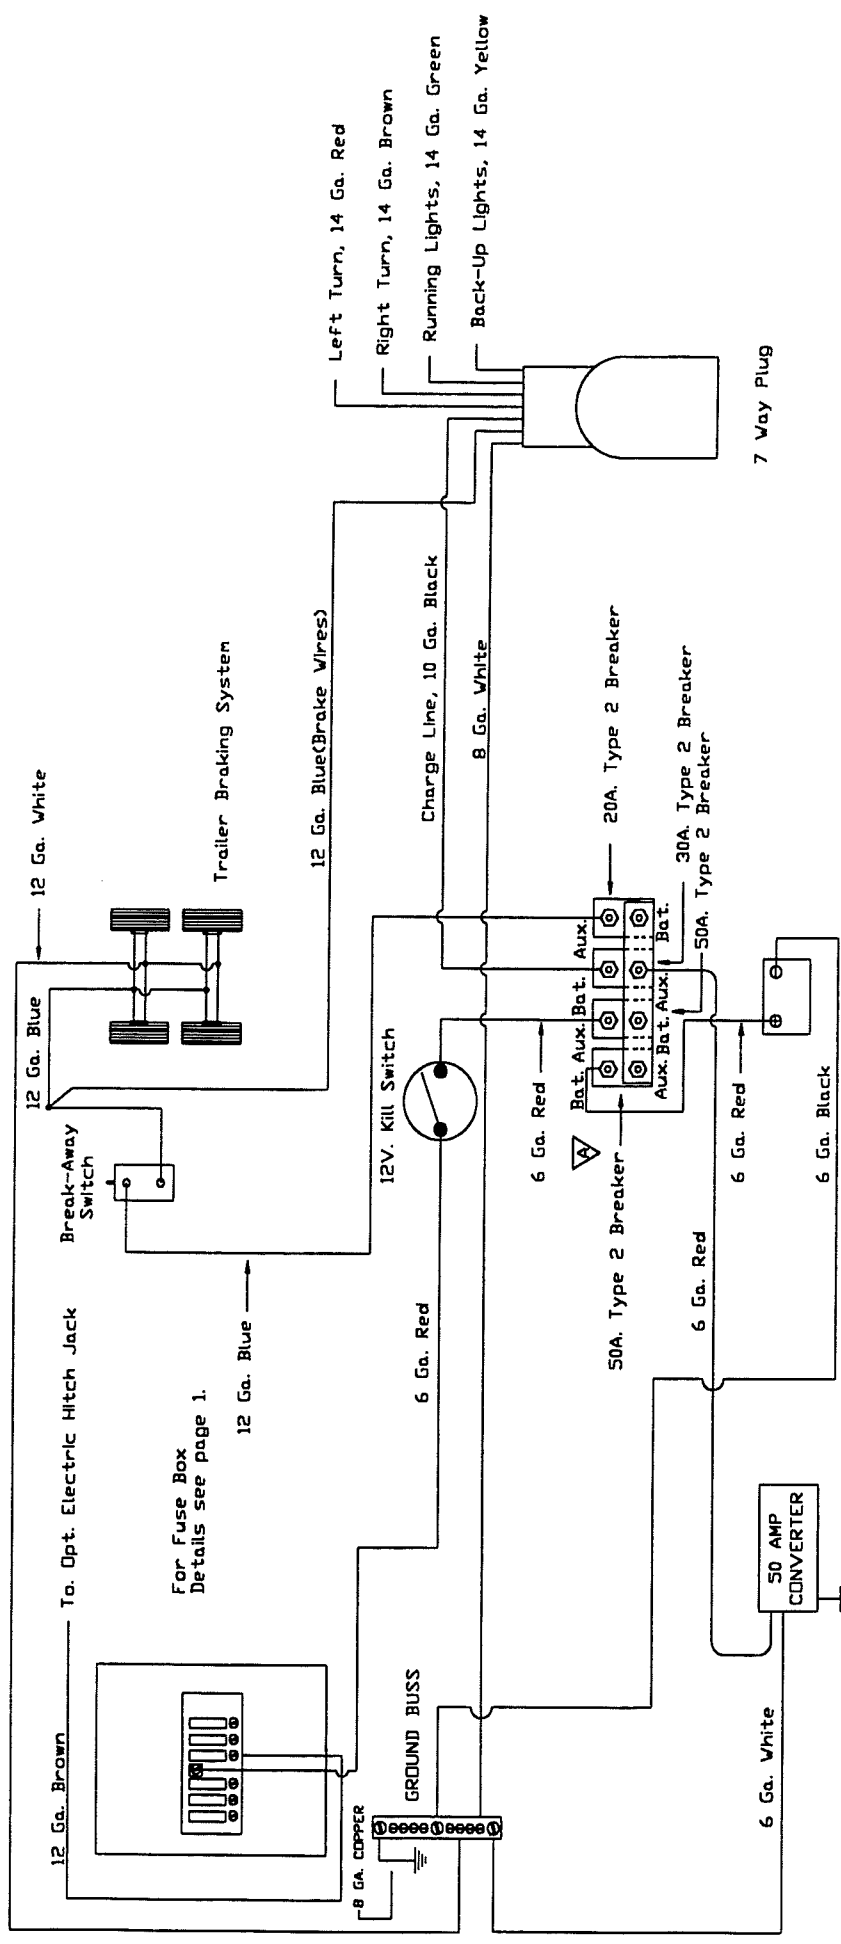 12 Ga. Brown
To. Opt. Electric Hitch Jack
12 Ga. Blue
12 Ga. White
Break-Away
Switch
Trailer Braking System
For Fuse Box
Details see page 1.
12 Ga. Blue
12 Ga. Blue(Brake Wires)
Left Turn, 14 Ga. Red
Right Turn, 14 Ga. Brown
Running Lights, 14 Ga. Green
Back-Up Lights, 14 Ga. Yellow
8 GA. COPPER
GROUND BUSS
6 Ga. Red
12V. Kill Switch
Charge Line, 10 Ga. Black
8 Ga. White
6 Ga. Red
A
Bat. Aux. Bat. Aux.
Aux. Bat. Aux. Bat.
50A. Type 2 Breaker
20A. Type 2 Breaker
30A. Type 2 Breaker
50A. Type 2 Breaker
6 Ga. Red
6 Ga. Red
7 Way Plug
6 Ga. White
50 AMP
CONVERTER
6 Ga. Black